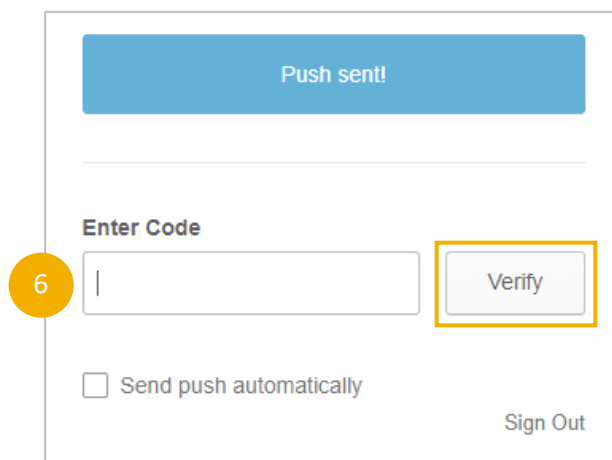 Push sent!
Enter Code
6
Verify
Send push automatically
Sign Out